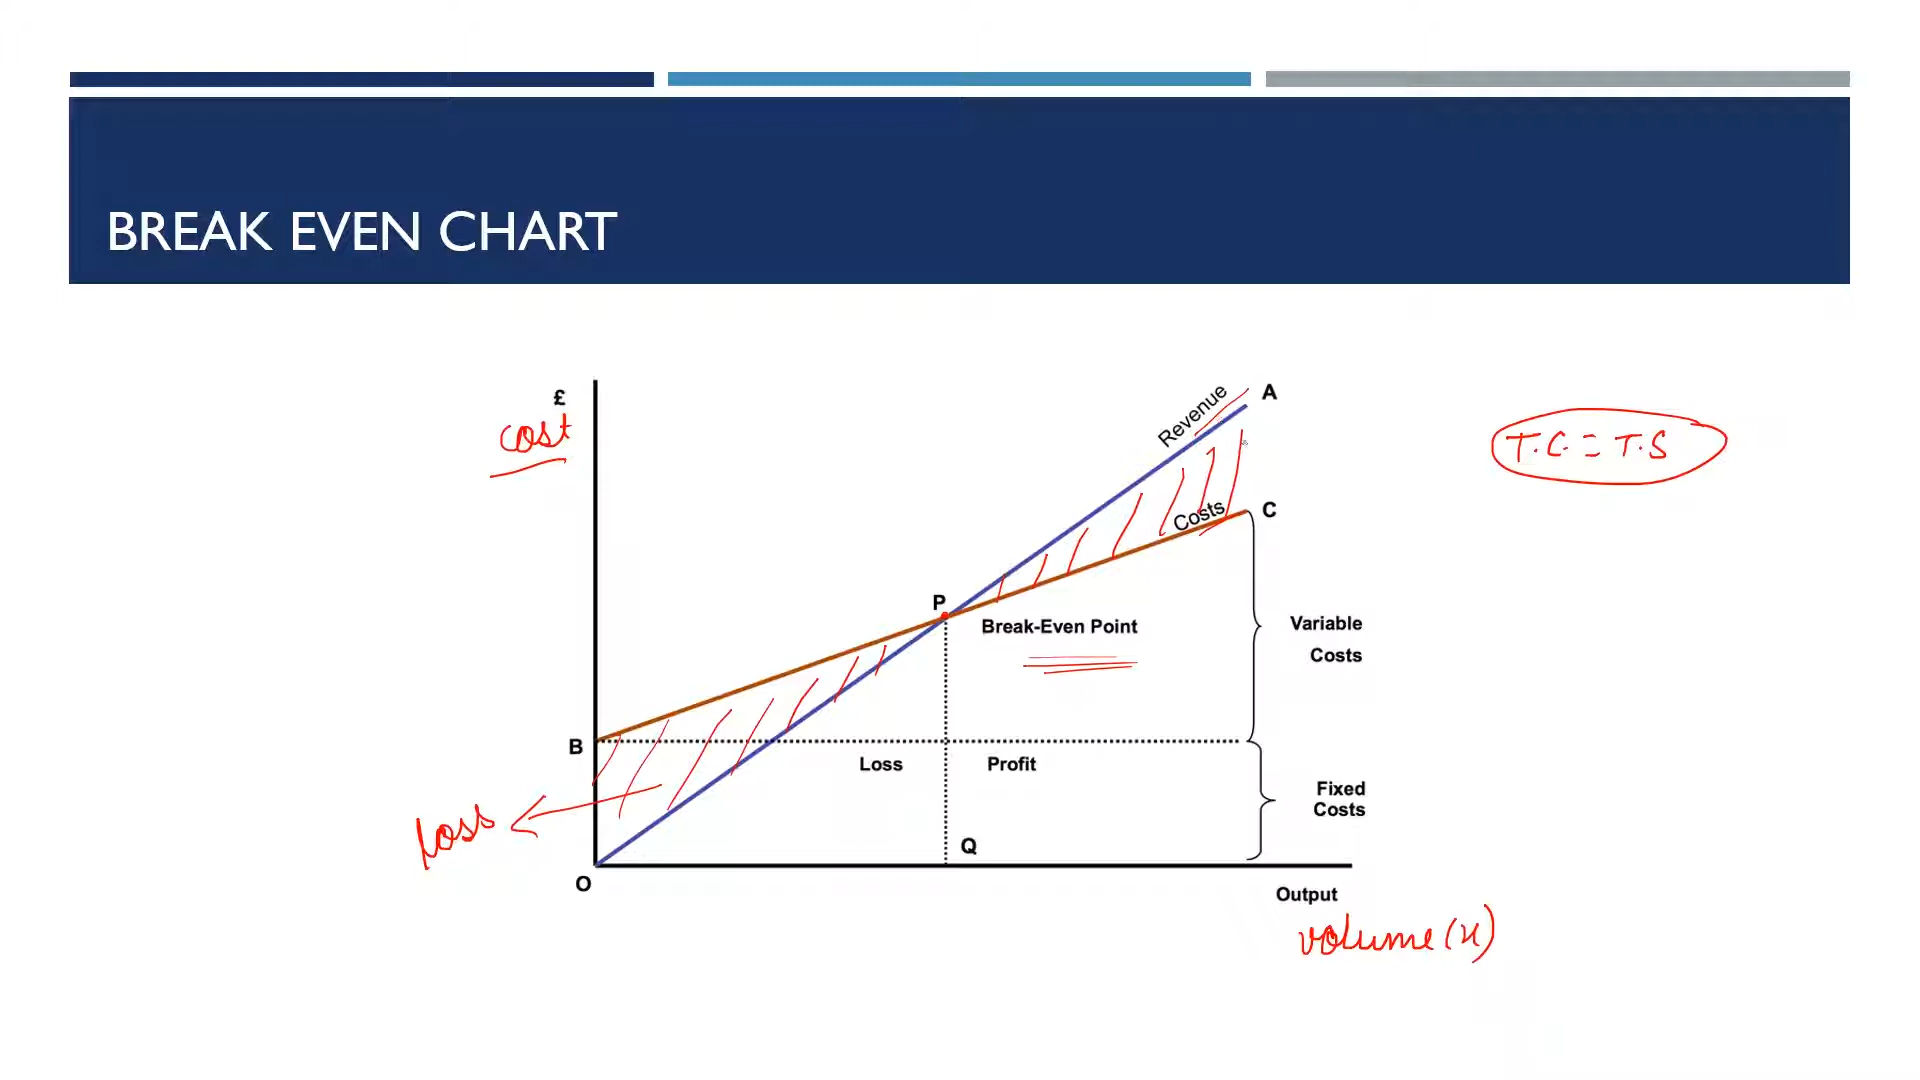 BREAK EVEN CHART
£
cost
Revenue
A
T.C. = T.S
Costs
C
P
Break-Even Point
Variable
Costs
B
Loss
Profit
Fixed
Costs
Loss
Q
O
Output
volume (x)